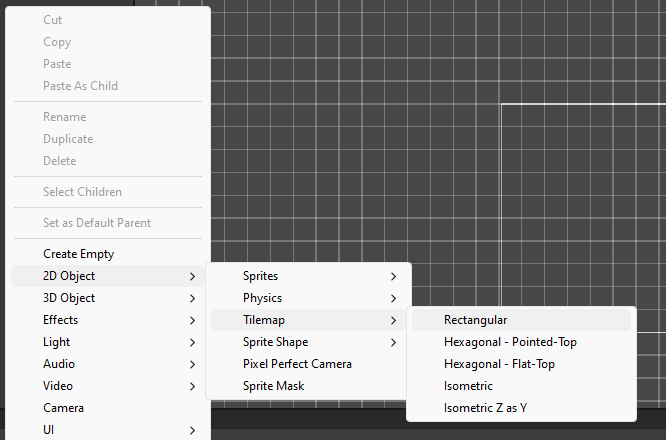 Cut
Copy
Paste
Paste As Child
Rename
Duplicate
Delete
Select Children
Set as Default Parent
Create Empty
2D Object
3D Object
Effects
Light
Audio
Video
Camera
UI
Sprites
Physics
Tilemap
Sprite Shape
Pixel Perfect Camera
Sprite Mask
Rectangular
Hexagonal - Pointed-Top
Hexagonal - Flat-Top
Isometric
Isometric Z as Y